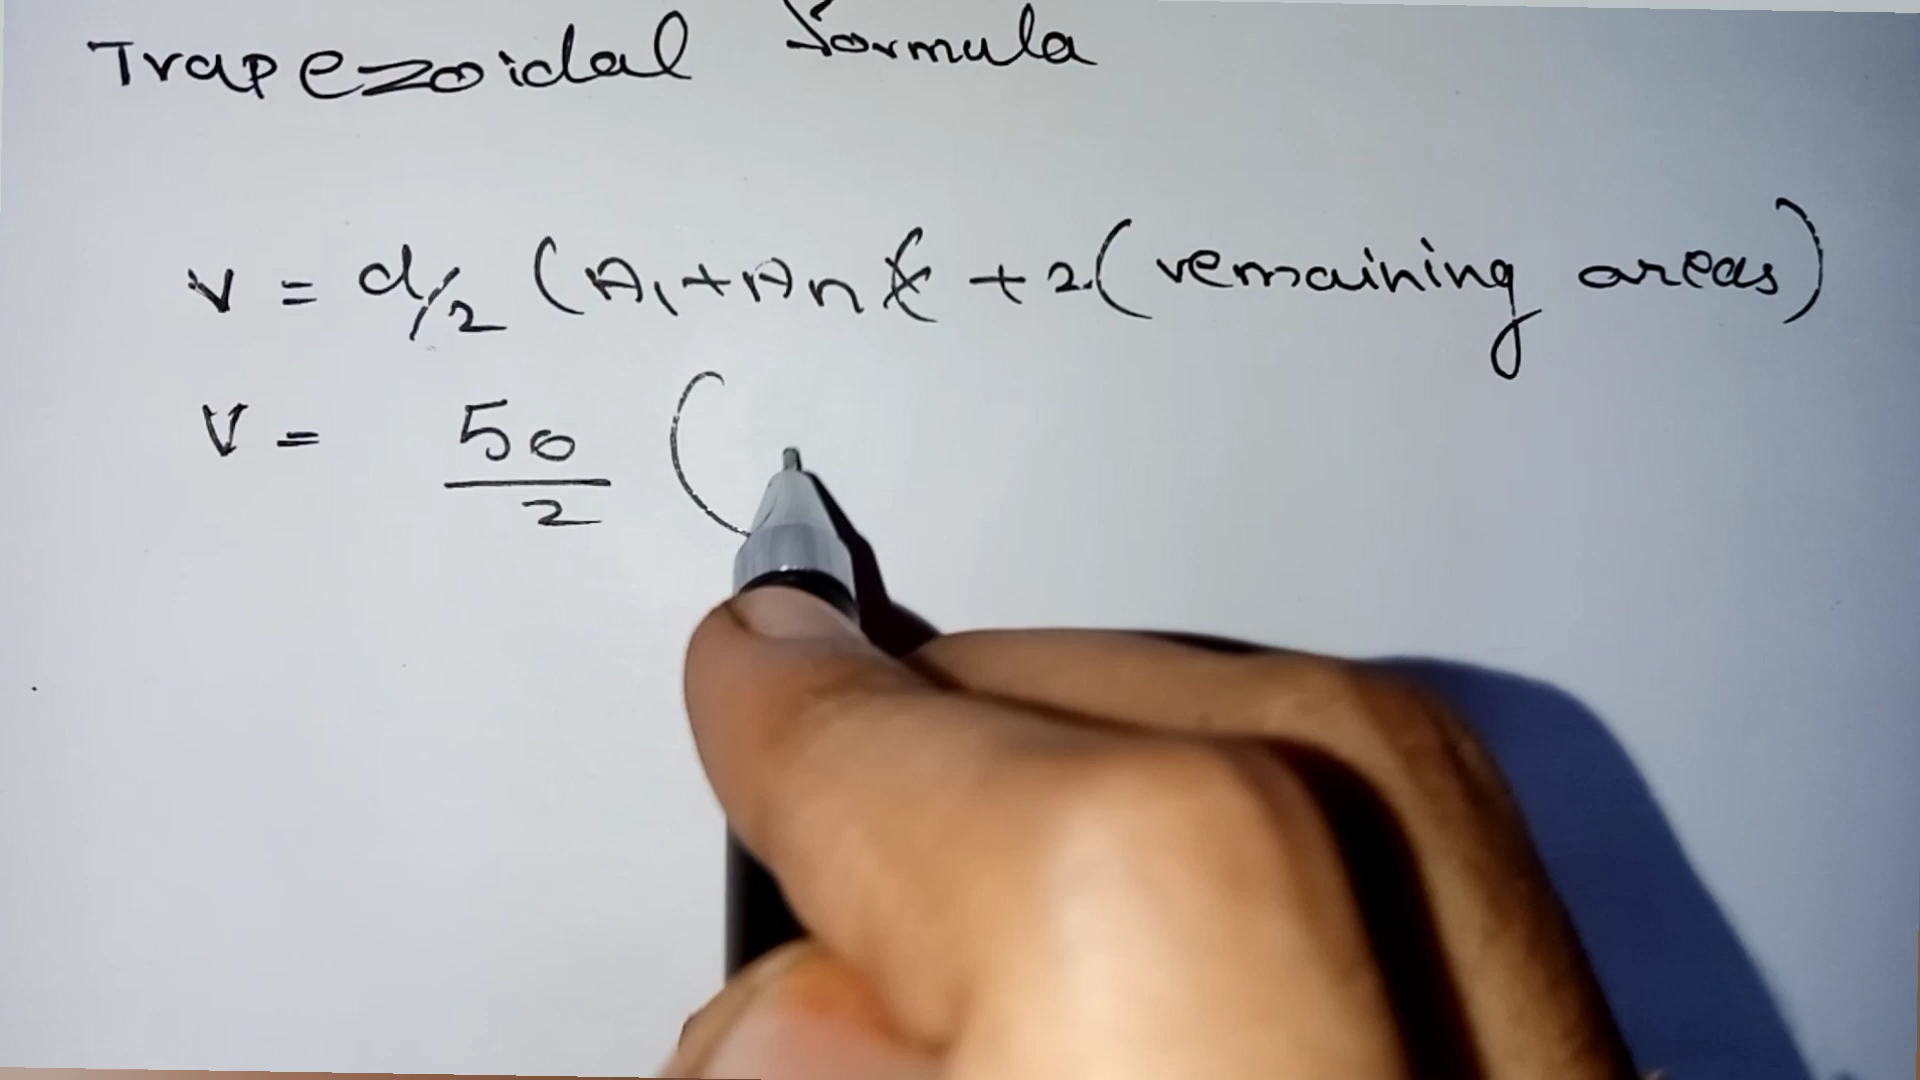 Trapezoidal formula
V = d/2 (A1+An + 2(remaining areas)
V = 50/2 (